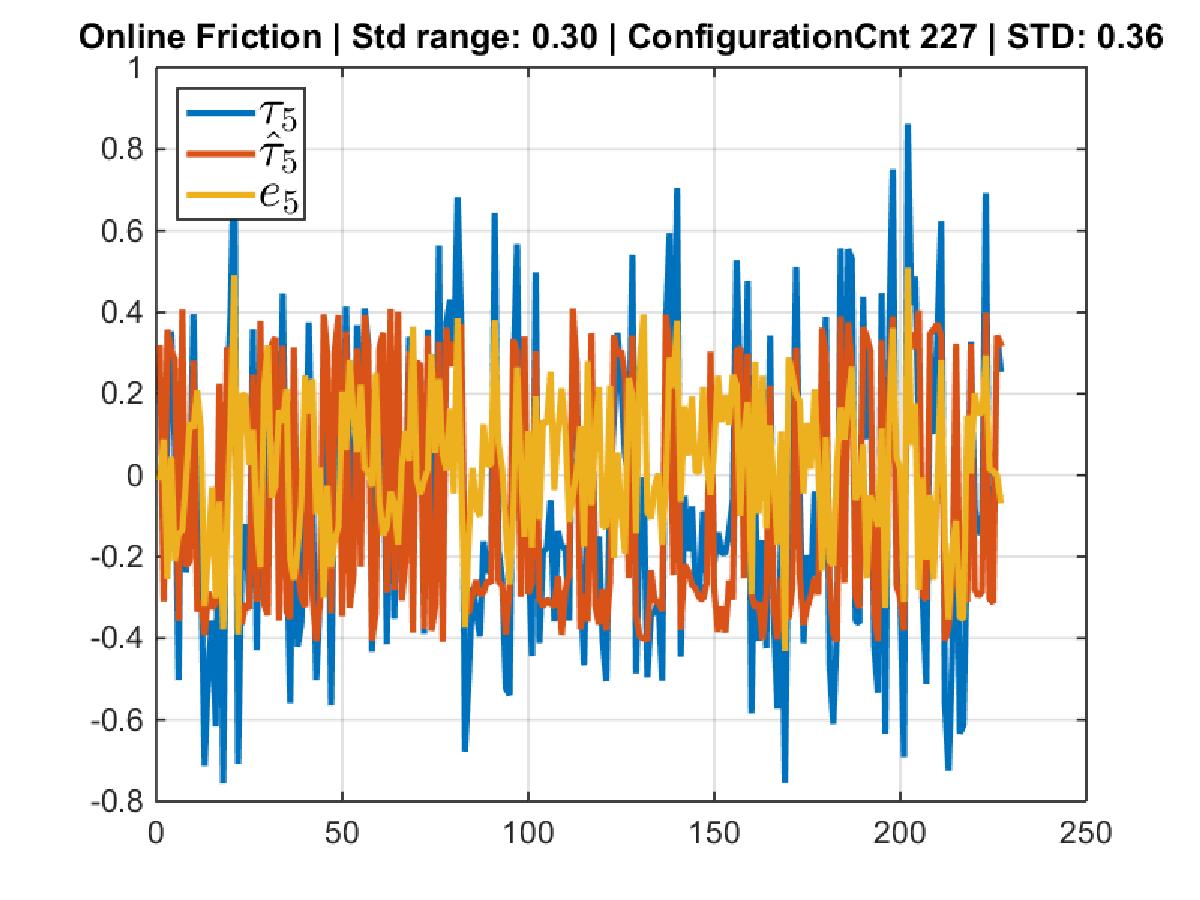 Online Friction | Std range: 0.30 | ConfigurationCnt 227 | STD: 0.36
1
0.8
0.6
0.4
0.2
0
-0.2
-0.4
-0.6
-0.8
τ₅
τ̂₅
e₅
0 50 100 150 200 250